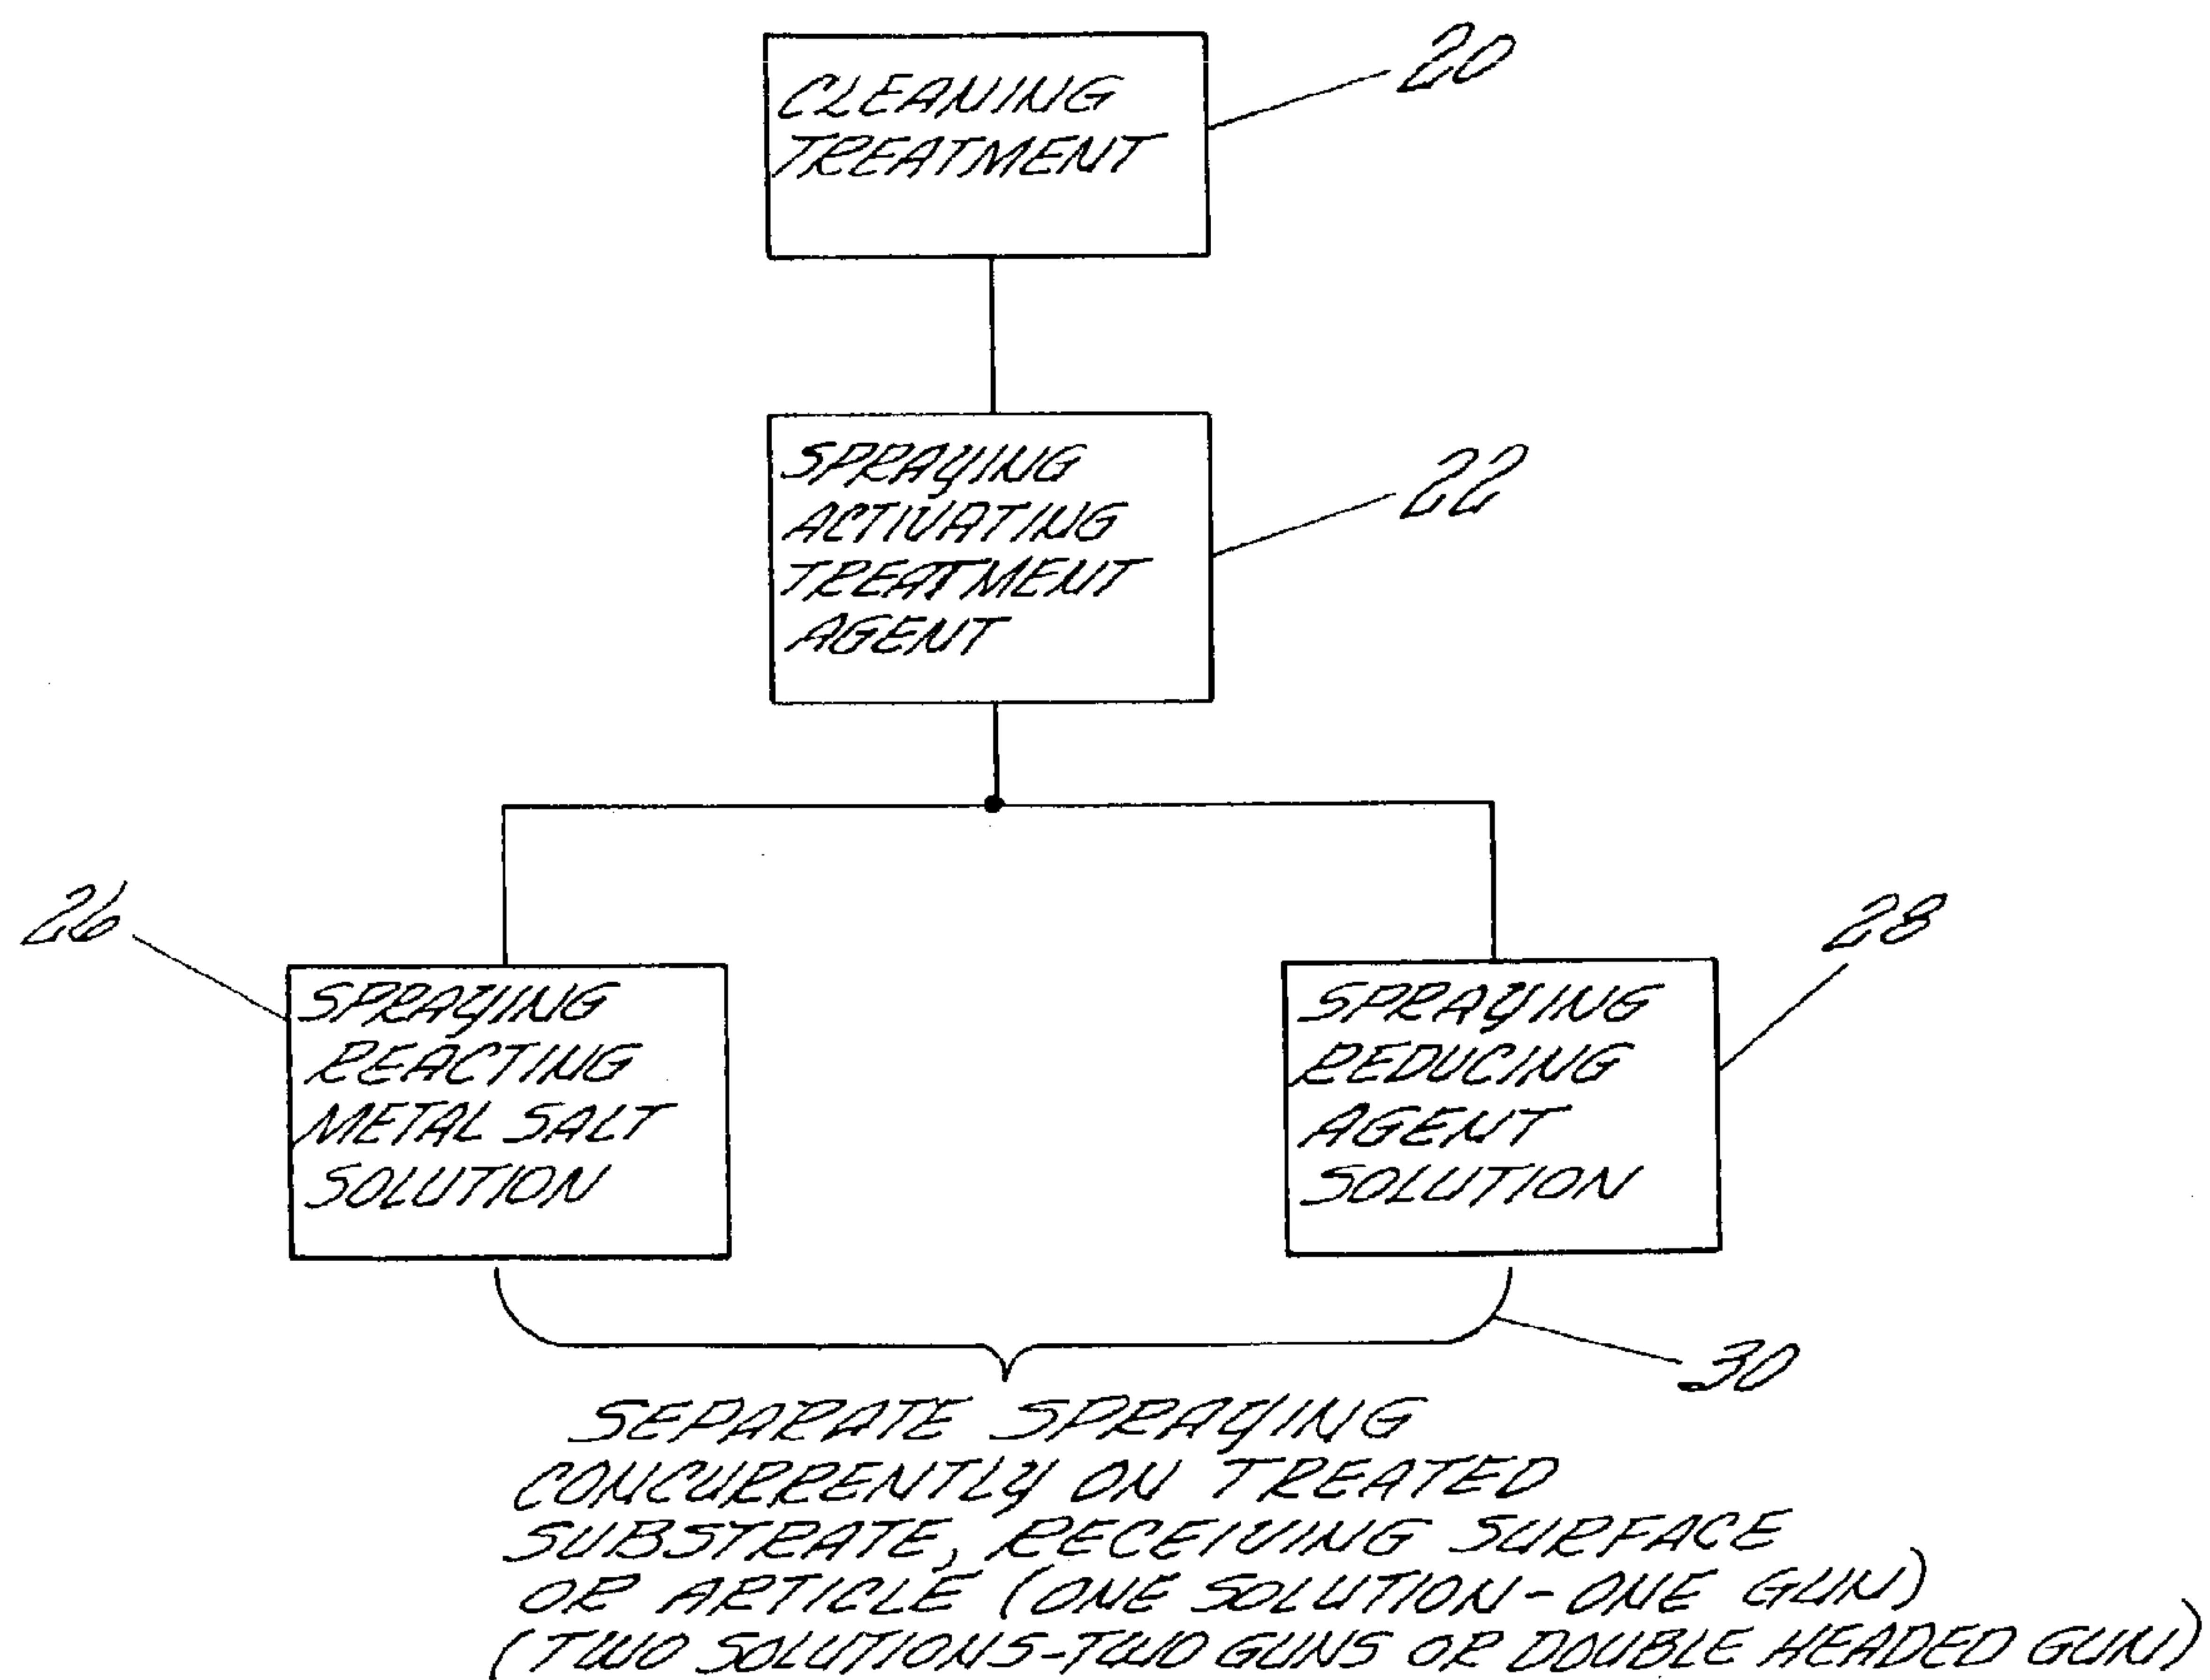 20
CLEANING
TREATMENT
22
SPRAYING
ACTIVATING
TREATMENT
AGENT
26
SPRAYING
REACTING
METAL SALT
SOLUTION
28
SPRAYING
REDUCING
AGENT
SOLUTION
30
SEPARATE SPRAYING
CONCURRENTLY ON TREATED
SUBSTRATE, RECEIVING SURFACE
OR ARTICLE (ONE SOLUTION-ONE GUN)
(TWO SOLUTIONS-TWO GUNS OR DOUBLE HEADED GUN)